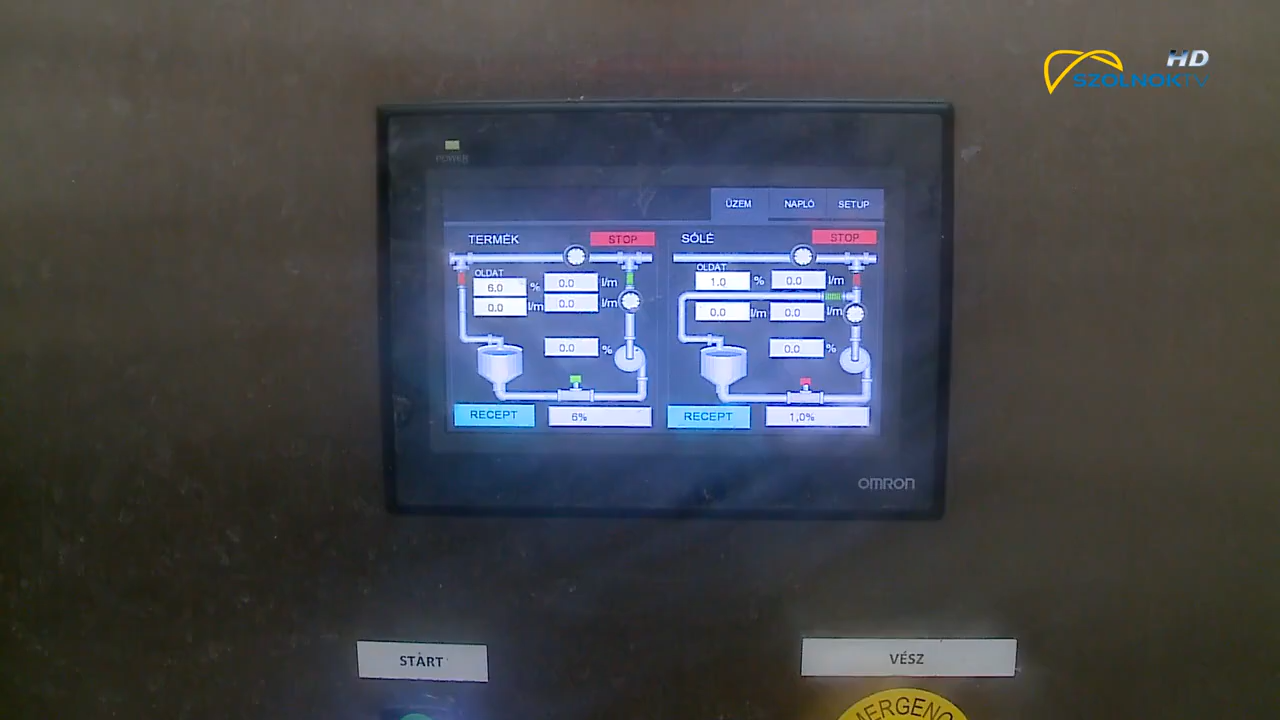 HD
SZOLNOKTV
POWER
ÜZEM NAPLÓ SETUP
TERMÉK STOP SÓLÉ STOP
OLDAT OLDAT
6.0 % 0.0 l/m 1.0 % 0.0 l/m
0.0 l/m 0.0 l/m 0.0 l/m 0.0 l/m
0.0 % 0.0 %
RECEPT 6% RECEPT 1,0%
OMRON
START VÉSZ